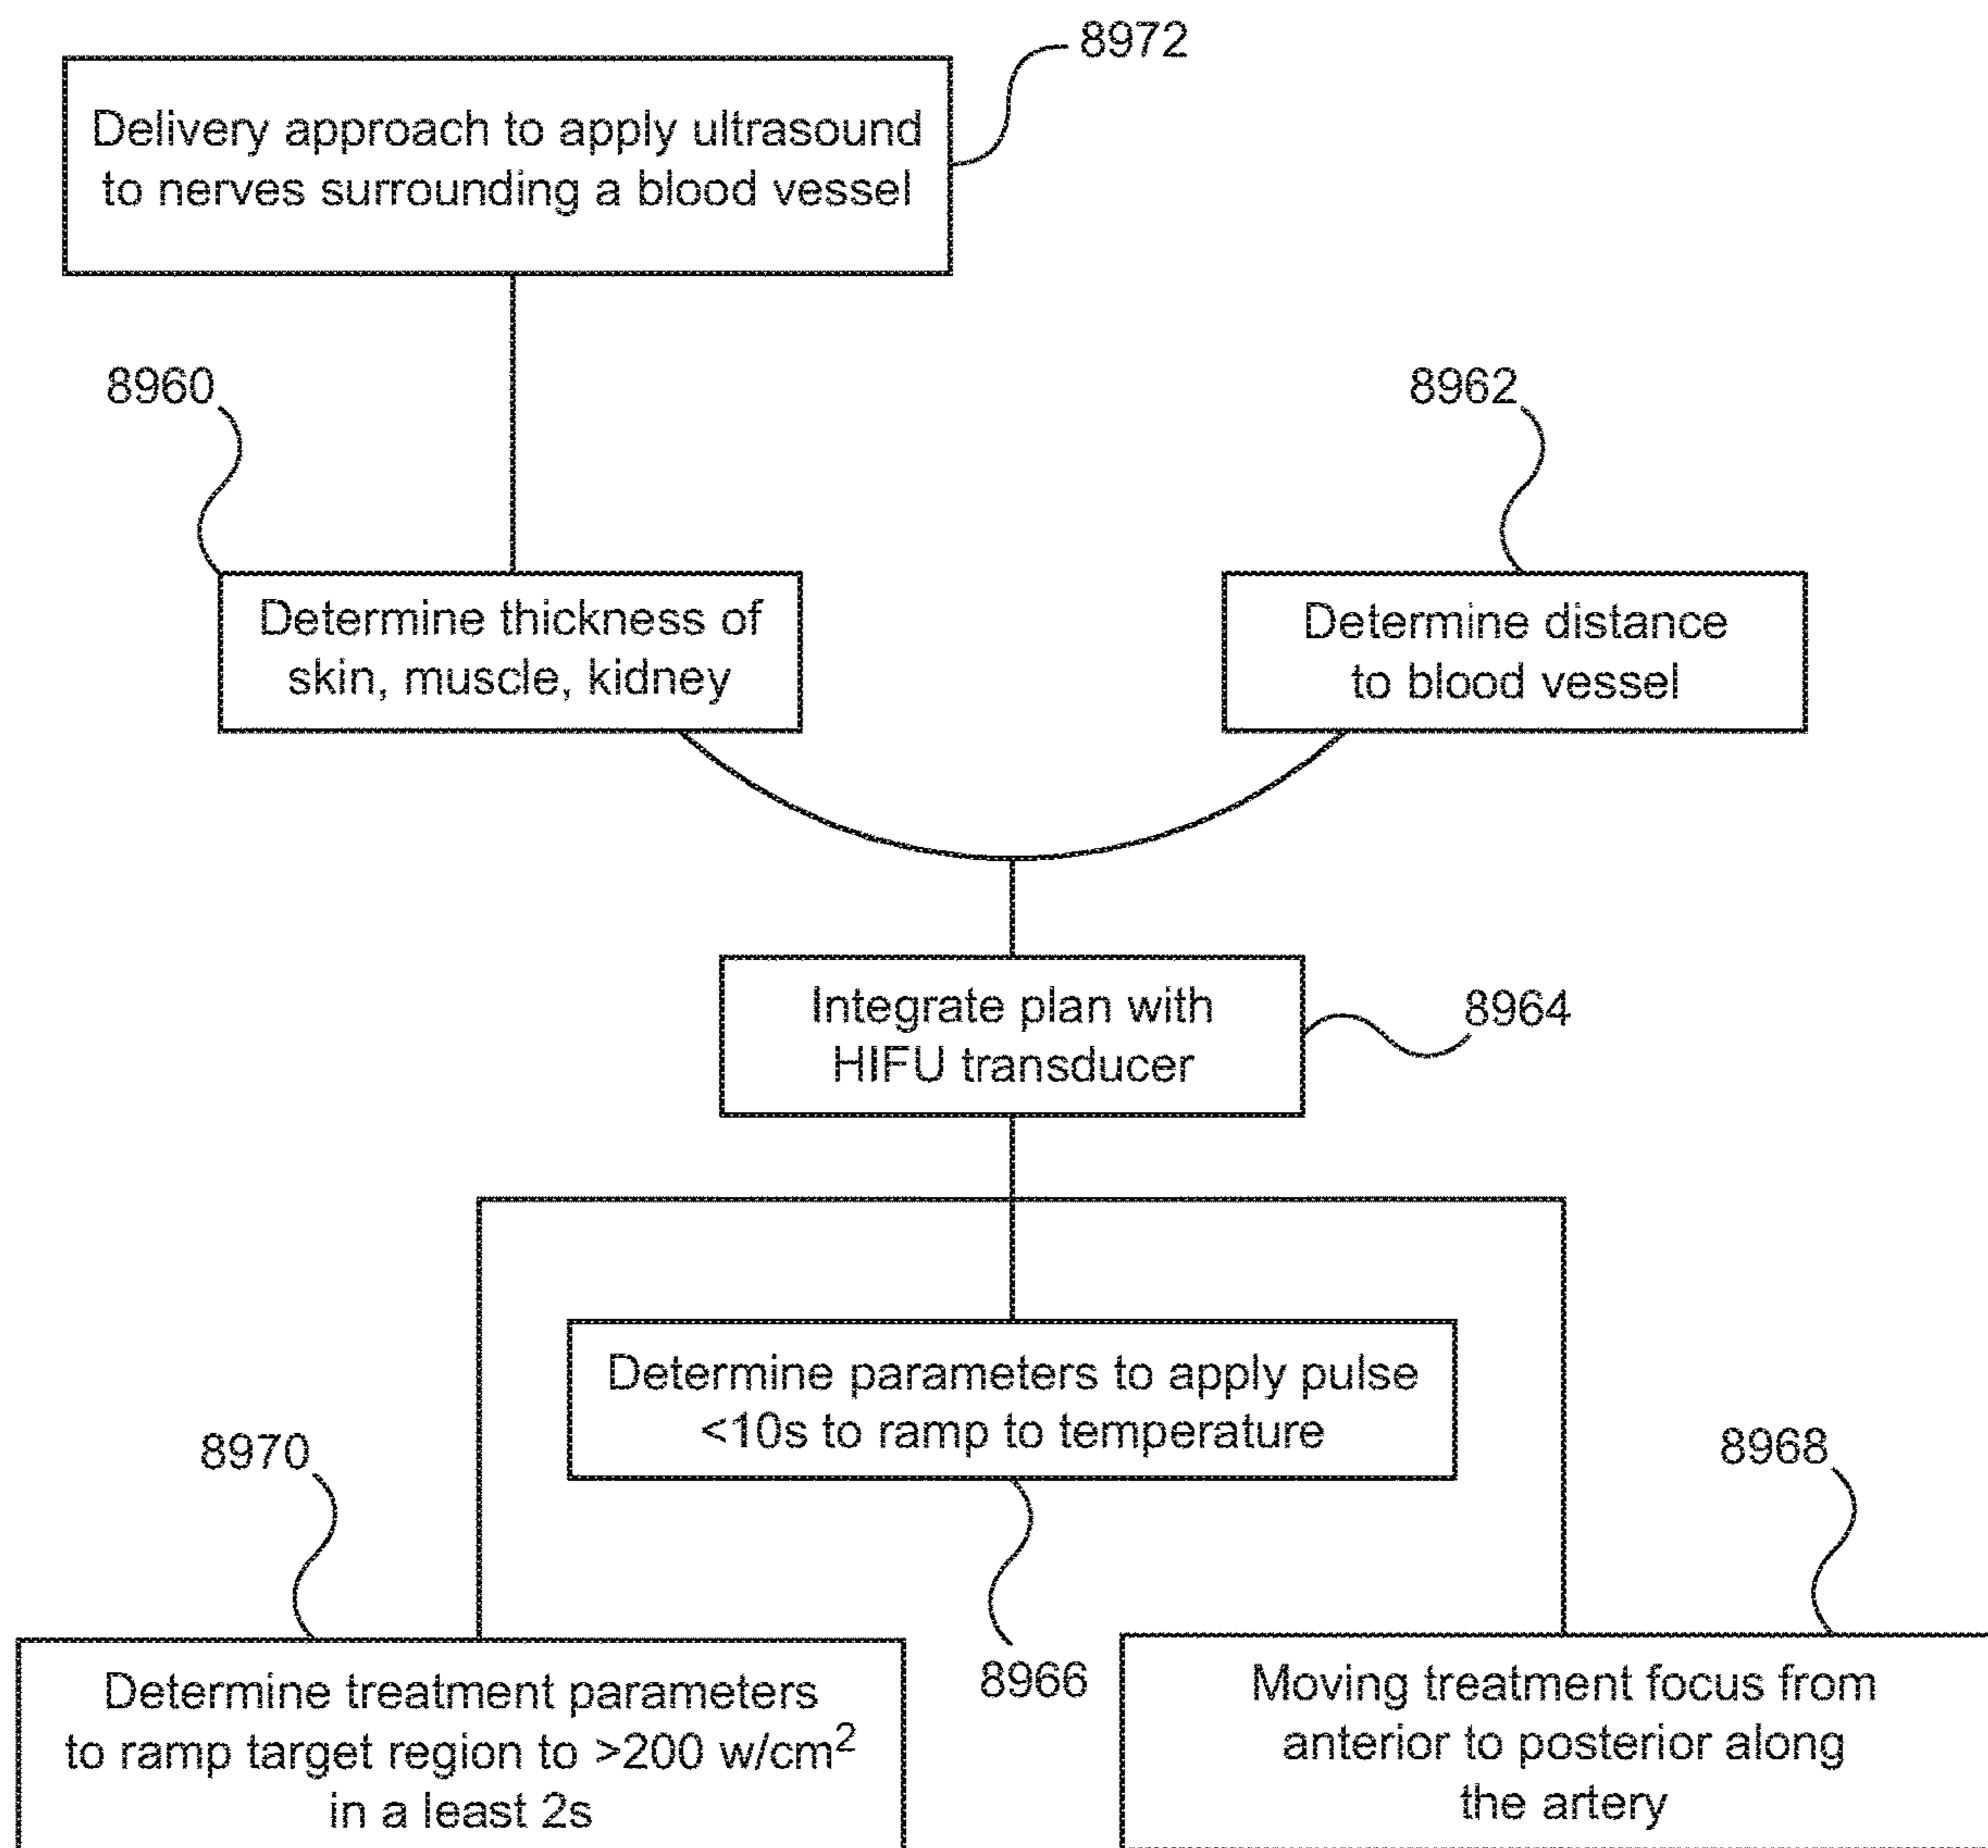 8972
Delivery approach to apply ultrasound
to nerves surrounding a blood vessel
8960
8962
Determine thickness of
skin, muscle, kidney
Determine distance
to blood vessel
Integrate plan with
HIFU transducer
8964
Determine parameters to apply pulse
<10s to ramp to temperature
8970
8968
8966
Determine treatment parameters
to ramp target region to >200 w/cm²
in a least 2s
Moving treatment focus from
anterior to posterior along
the artery